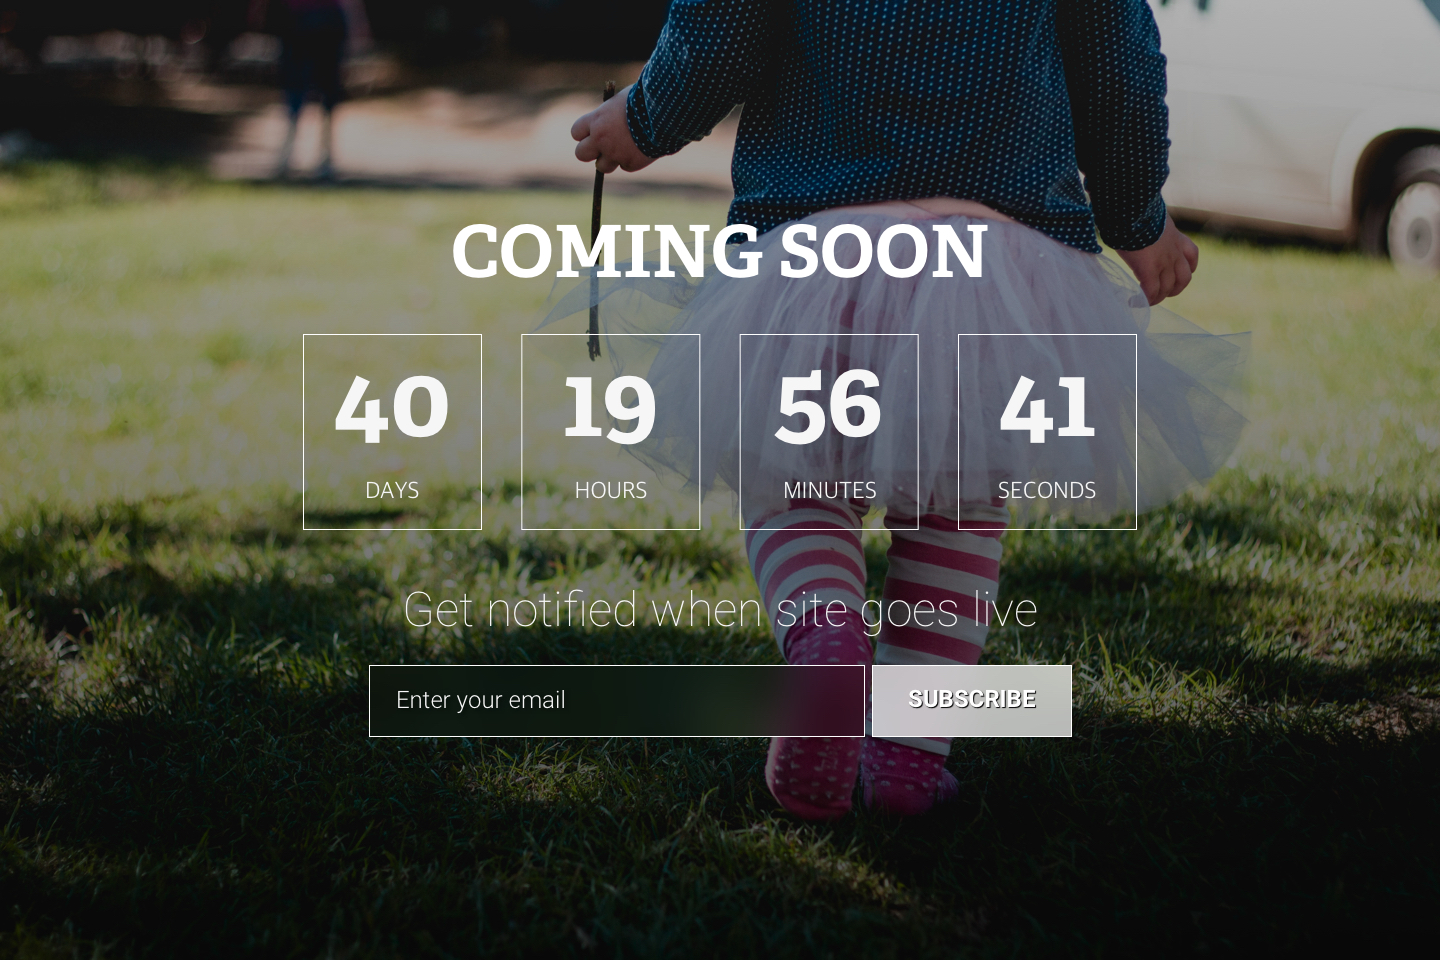 COMING SOON
40 19 56 41
DAYS HOURS MINUTES SECONDS
Get notified when site goes live
Enter your email SUBSCRIBE